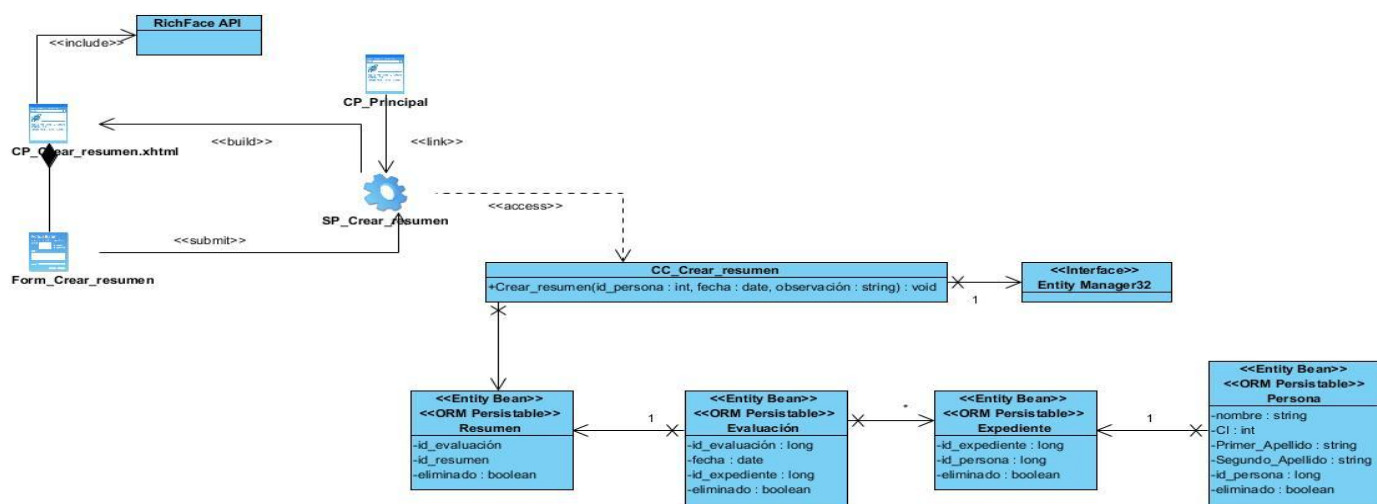 RichFace API
<<include>>
CP_Principal
CP_Crear_resumen.xhtml
<<build>>
<<link>>
SP_Crear_resumen
<<access>>
<<submit>>
Form_Crear_resumen
CC_Crear_resumen
+Crear_resumen(id_persona : int, fecha : date, observación : string) : void
1
<<Interface>>
Entity Manager32
<<Entity Bean>>
<<ORM Persistable>>
Resumen
-id_evaluación
-id_resumen
-eliminado : boolean
1
<<Entity Bean>>
<<ORM Persistable>>
Evaluación
-id_evaluación : long
-fecha : date
-id_expediente : long
-eliminado : boolean
*
<<Entity Bean>>
<<ORM Persistable>>
Expediente
-id_expediente : long
-id_persona : long
-eliminado : boolean
1
<<Entity Bean>>
<<ORM Persistable>>
Persona
-nombre : string
-CI : int
-Primer_Apellido : string
-Segundo_Apellido : string
-id_persona : long
-eliminado : boolean